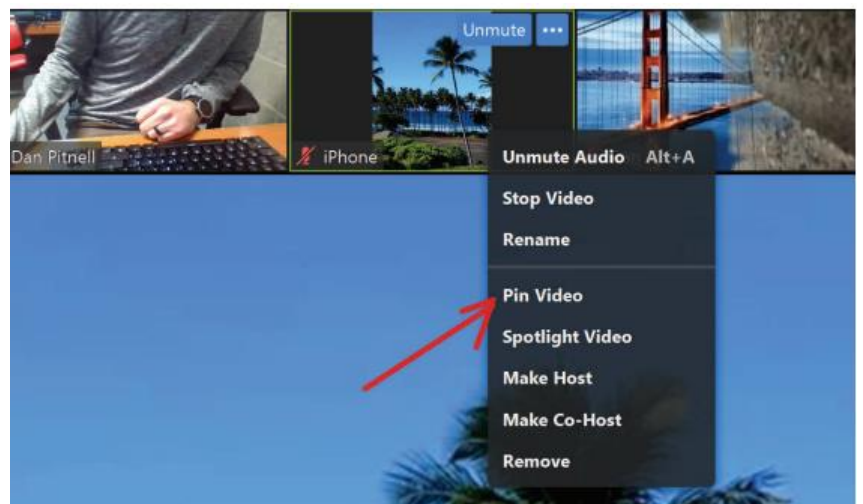 Unmute •••
Dan Pitnell
iPhone
Unmute Audio Alt+A
Stop Video
Rename
Pin Video
Spotlight Video
Make Host
Make Co-Host
Remove